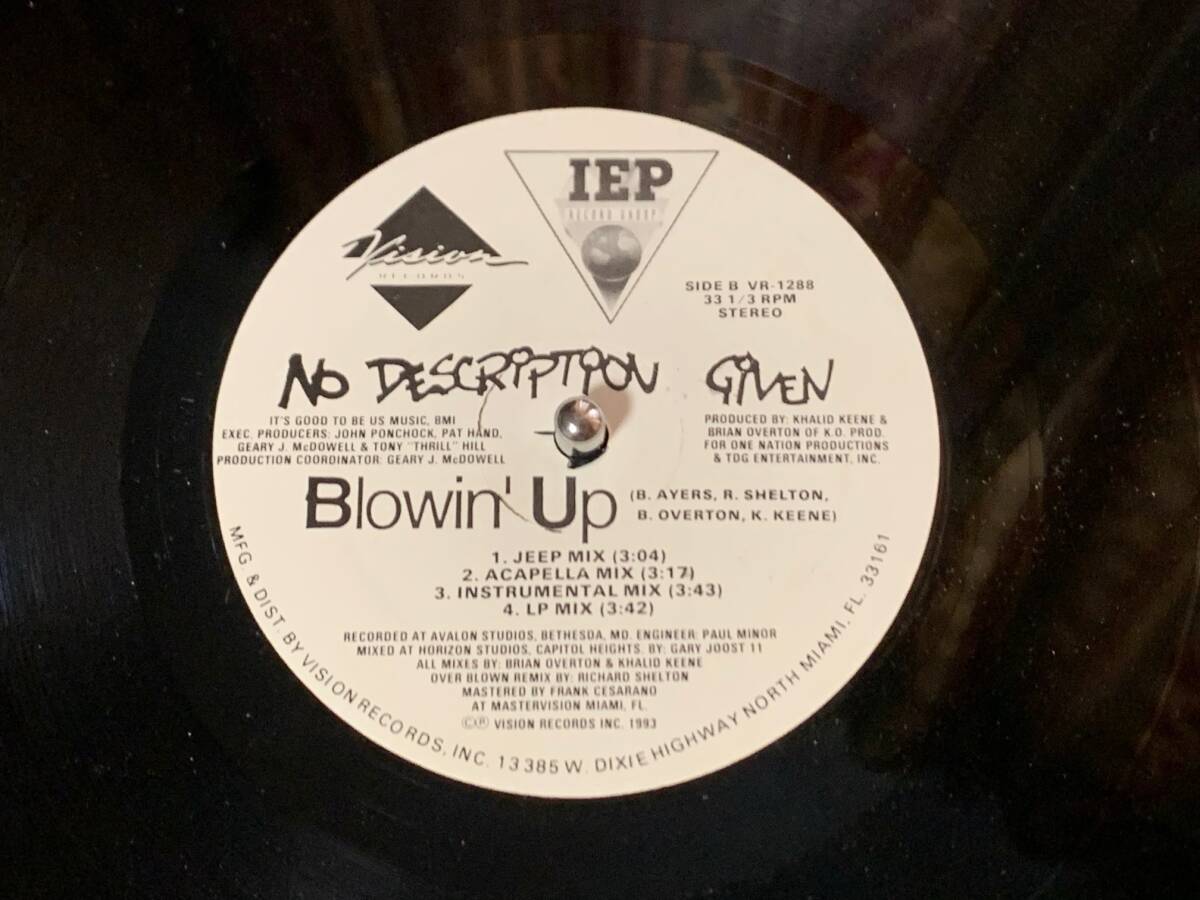 IEP
RECORD GROUP
Vision
RECORDS
SIDE B VR-1288
33 1/3 RPM
STEREO
NO DESCRIPTION GIVEN
IT'S GOOD TO BE US MUSIC, BMI
EXEC. PRODUCERS: JOHN PONCHOCK, PAT HAND,
GEARY J. McDOWELL & TONY "THRILL" HILL
PRODUCTION COORDINATOR: GEARY J. McDOWELL
PRODUCED BY: KHALID KEENE &
BRIAN OVERTON OF K.O. PROD.
FOR ONE NATION PRODUCTIONS
& TDG ENTERTAINMENT, INC.
Blowin' Up
(B. AYERS, R. SHELTON,
B. OVERTON, K. KEENE)
1. JEEP MIX (3:04)
2. ACAPELLA MIX (3:17)
3. INSTRUMENTAL MIX (3:43)
4. LP MIX (3:42)
RECORDED AT AVALON STUDIOS, BETHESDA, MD. ENGINEER: PAUL MINOR
MIXED AT HORIZON STUDIOS, CAPITOL HEIGHTS. BY: GARY JOOST 11
ALL MIXES BY: BRIAN OVERTON & KHALID KEENE
OVER BLOWN REMIX BY: RICHARD SHELTON
MASTERED BY FRANK CESARANO
AT MASTERVISION MIAMI, FL.
©℗ VISION RECORDS INC. 1993
MFG. & DIST. BY VISION RECORDS, INC. 13385 W. DIXIE HIGHWAY NORTH MIAMI, FL. 33161